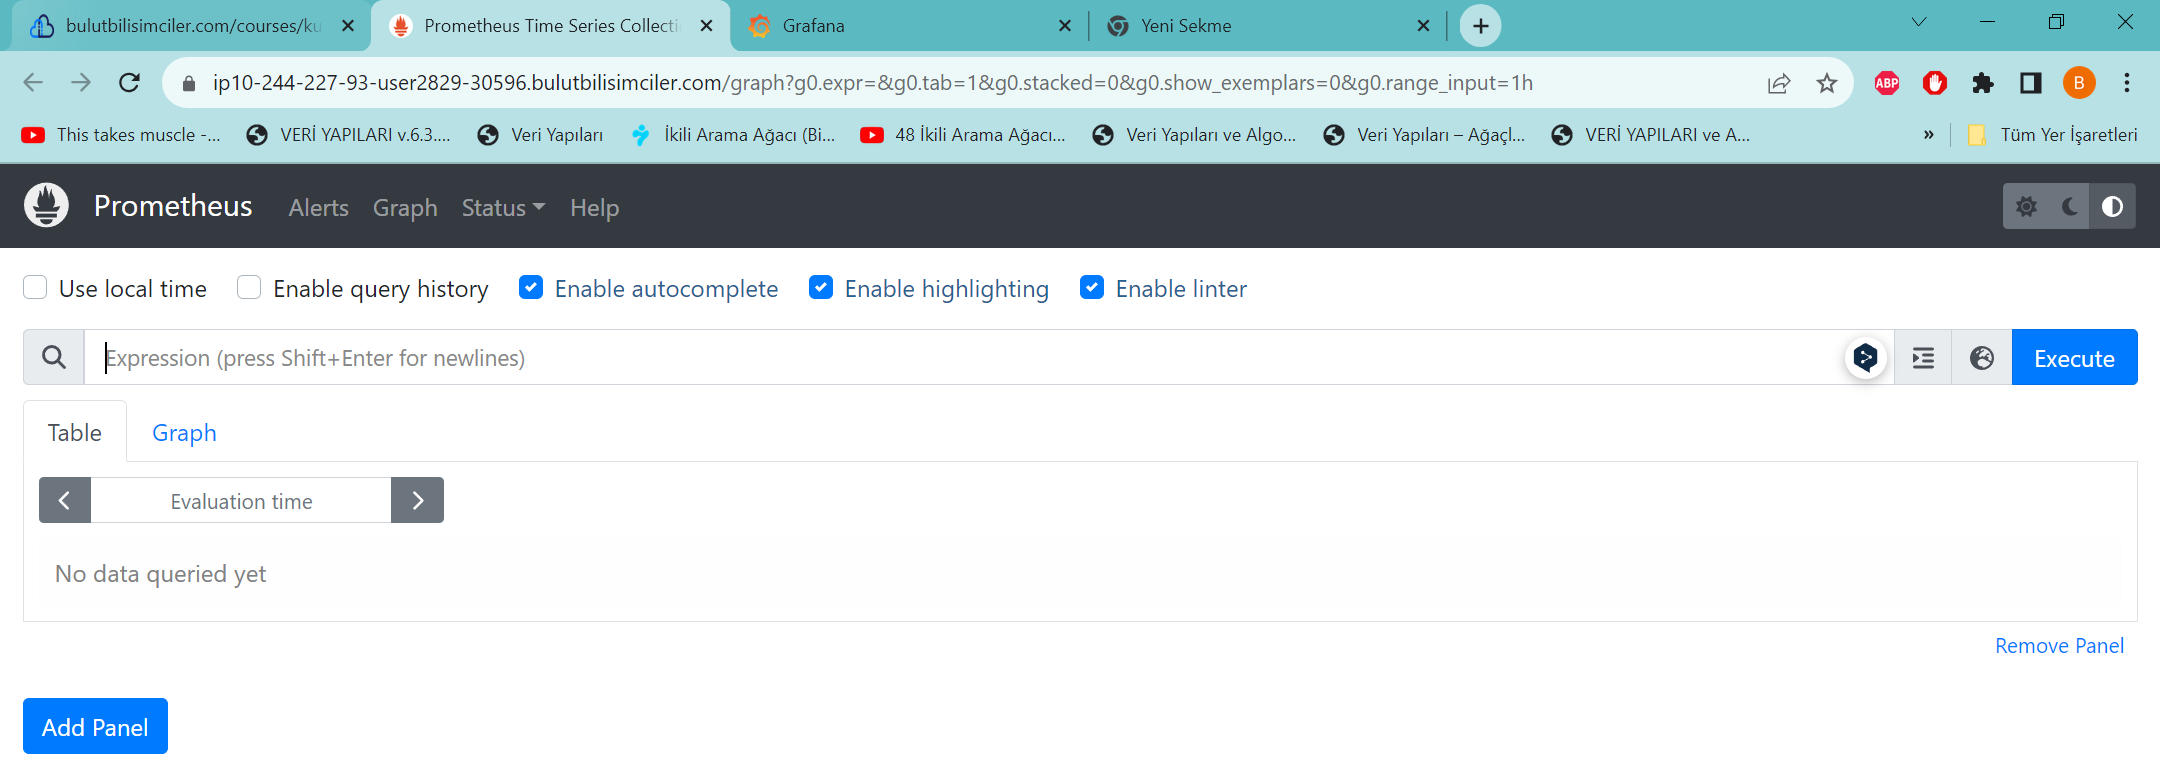 bulutbilisimciler.com/courses/ku
Prometheus Time Series Collecti
Grafana
Yeni Sekme
ip10-244-227-93-user2829-30596.bulutbilisimciler.com/graph?g0.expr=&g0.tab=1&g0.stacked=0&g0.show_exemplars=0&g0.range_input=1h
ABP
B
This takes muscle -...
VERİ YAPILARI v.6.3....
Veri Yapıları
İkili Arama Ağacı (Bi...
48 İkili Arama Ağacı...
Veri Yapıları ve Algo...
Veri Yapıları – Ağaçl...
VERİ YAPILARI ve A...
»
Tüm Yer İşaretleri
Prometheus Alerts Graph Status Help
Use local time Enable query history Enable autocomplete Enable highlighting Enable linter
Expression (press Shift+Enter for newlines)
Execute
Table Graph
Evaluation time
No data queried yet
Remove Panel
Add Panel